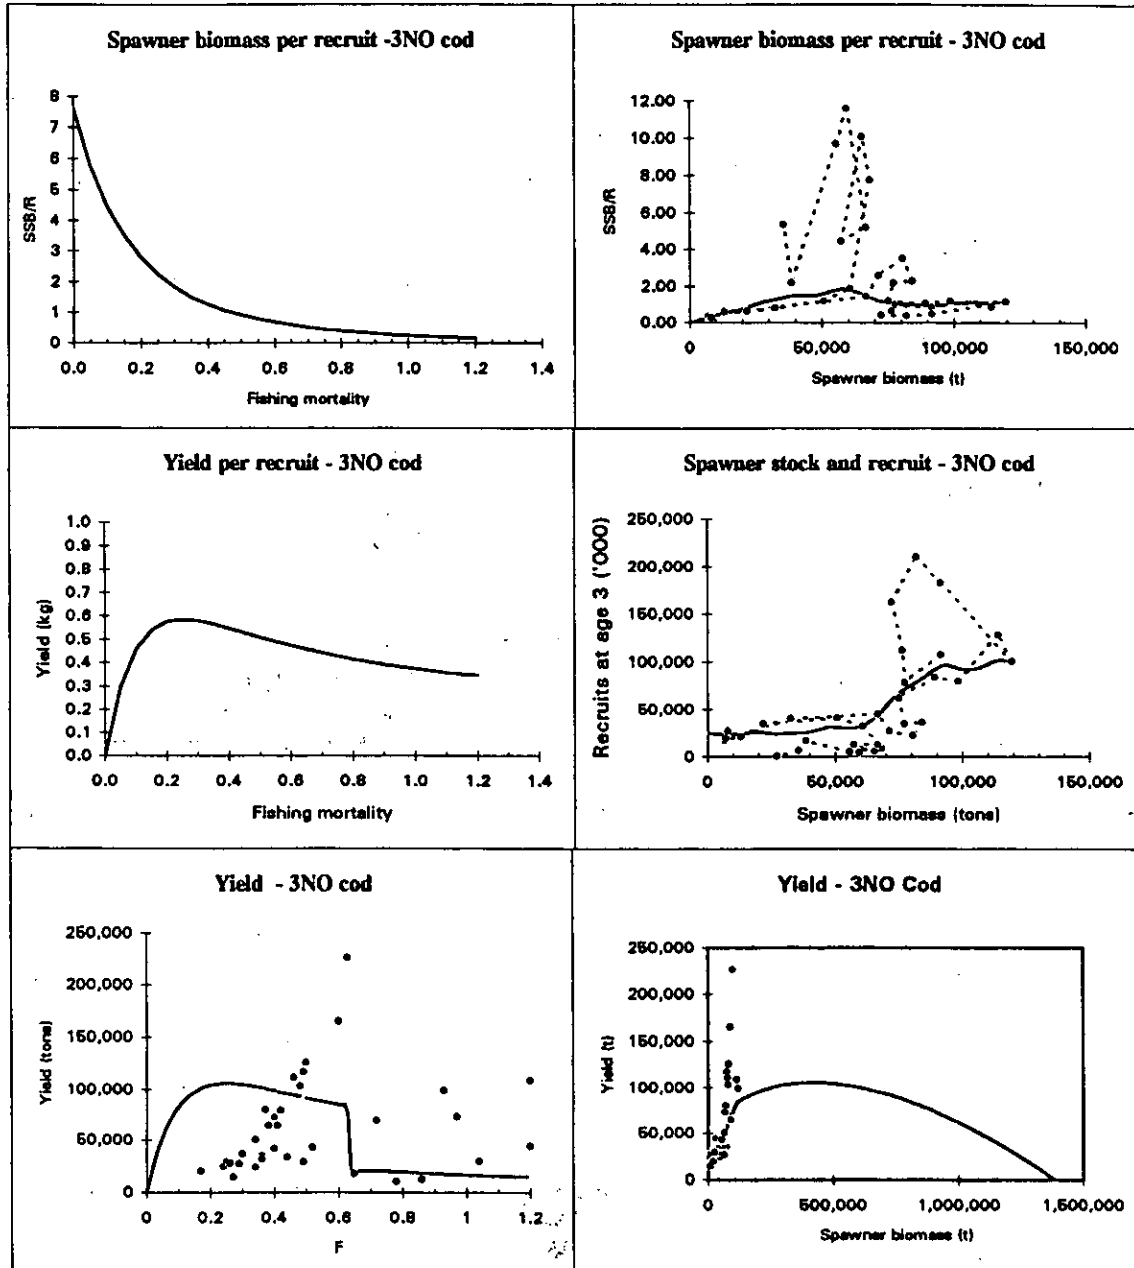 Spawner biomass per recruit -3NO cod
8
7
6
5
4
3
2
1
0
SSB/R
0.0 0.2 0.4 0.6 0.8 1.0 1.2 1.4
Fishing mortality
Spawner biomass per recruit - 3NO cod
12.00
10.00
8.00
6.00
4.00
2.00
0.00
SSB/R
0 50,000 100,000 150,000
Spawner biomass (t)
Yield per recruit - 3NO cod
1.0
0.9
0.8
0.7
0.6
0.5
0.4
0.3
0.2
0.1
0.0
Yield (kg)
0.0 0.2 0.4 0.6 0.8 1.0 1.2 1.4
Fishing mortality
Spawner stock and recruit - 3NO cod
250,000
200,000
150,000
100,000
50,000
0
Recruits at age 3 ('000)
0 50,000 100,000 150,000
Spawner biomass (tons)
Yield - 3NO cod
250,000
200,000
150,000
100,000
50,000
0
Yield (tons)
0 0.2 0.4 0.6 0.8 1 1.2
F
Yield - 3NO Cod
250,000
200,000
150,000
100,000
50,000
0
Yield (t)
0 500,000 1,000,000 1,500,000
Spawner biomass (t)